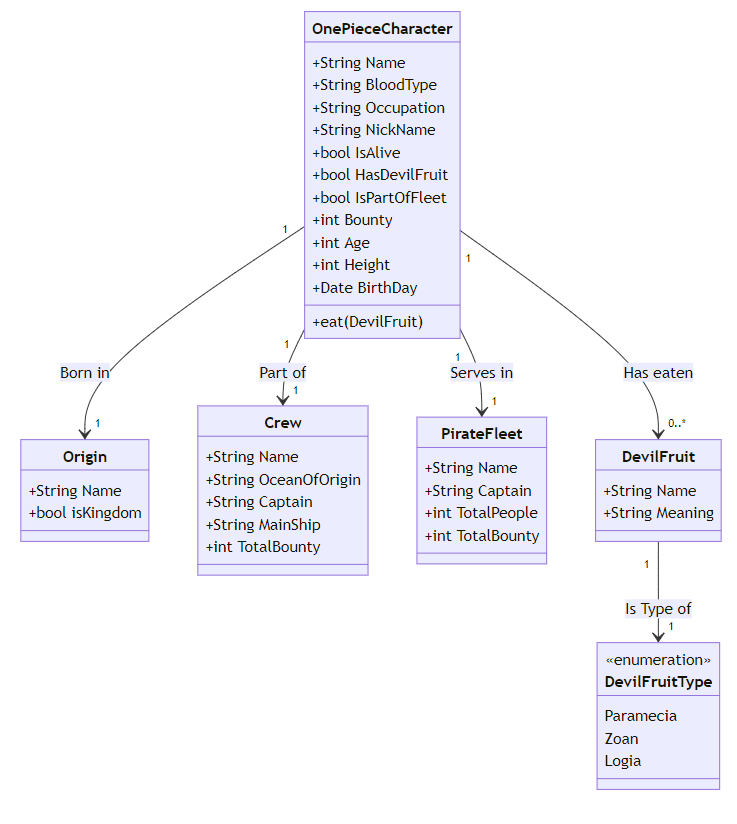 OnePieceCharacter
+String Name
+String BloodType
+String Occupation
+String NickName
+bool IsAlive
+bool HasDevilFruit
+bool IsPartOfFleet
+int Bounty
+int Age
+int Height
+Date BirthDay
+eat(DevilFruit)
1
1
1
1
Born in
Part of
Serves in
Has eaten
1
1
1
0..*
Origin
+String Name
+bool isKingdom
Crew
+String Name
+String OceanOfOrigin
+String Captain
+String MainShip
+int TotalBounty
PirateFleet
+String Name
+String Captain
+int TotalPeople
+int TotalBounty
DevilFruit
+String Name
+String Meaning
1
Is Type of
1
«enumeration»
DevilFruitType
Paramecia
Zoan
Logia